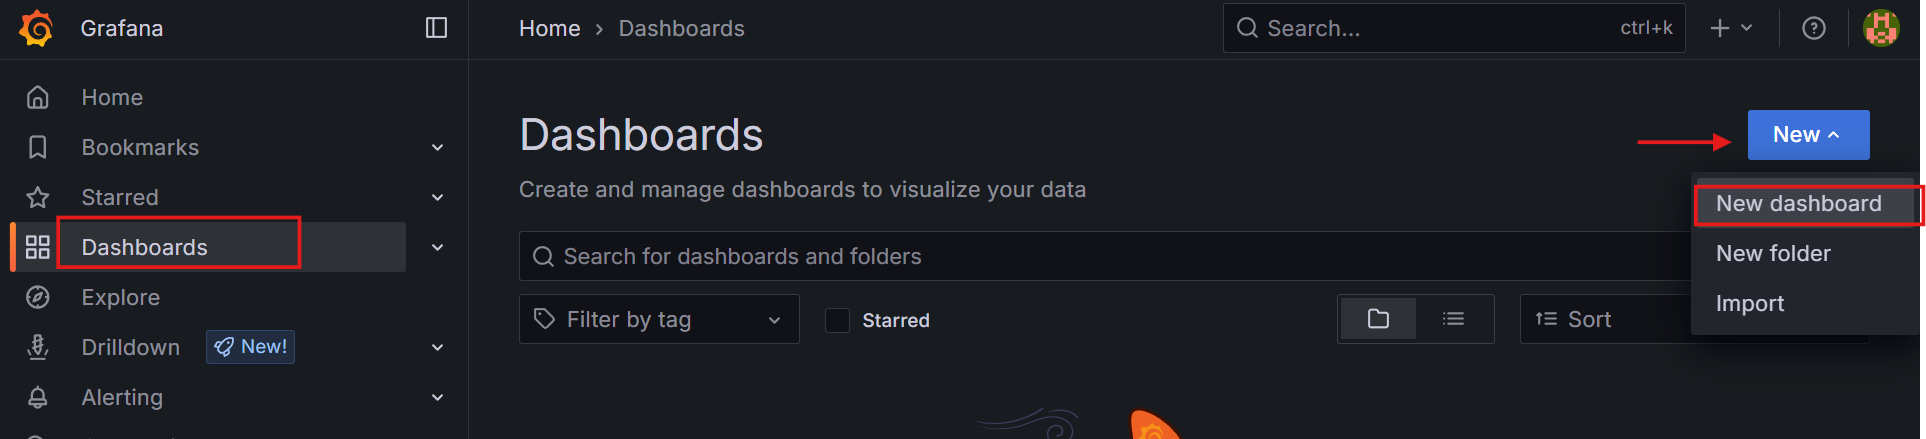 Grafana
Home > Dashboards
Search...
ctrl+k
Home
Bookmarks
Starred
Dashboards
Explore
Drilldown
New!
Alerting
Dashboards
Create and manage dashboards to visualize your data
New
New dashboard
New folder
Import
Search for dashboards and folders
Filter by tag
Starred
Sort